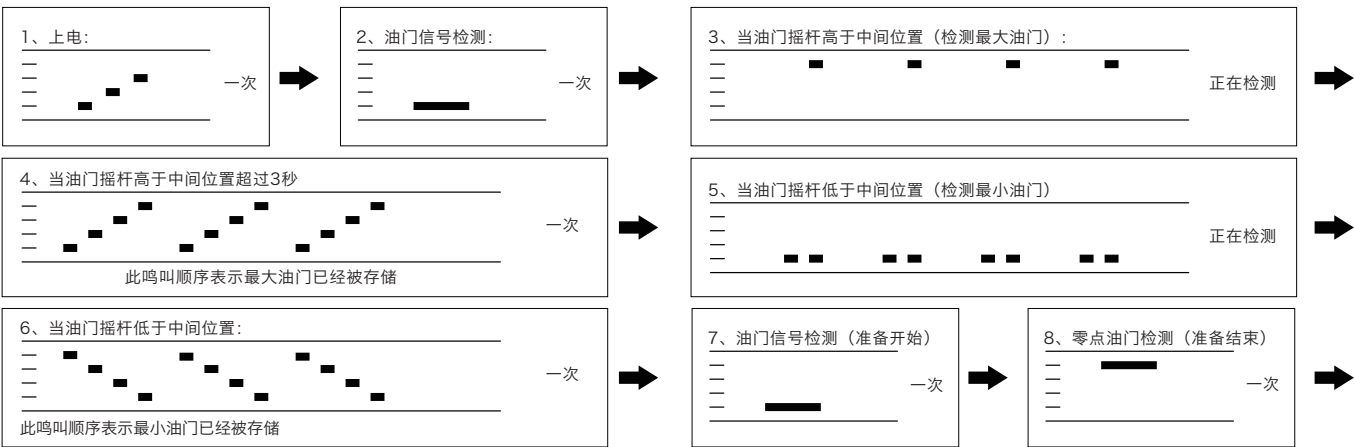 1、上电:
一次
2、油门信号检测:
一次
3、当油门摇杆高于中间位置（检测最大油门）:
正在检测
4、当油门摇杆高于中间位置超过3秒
一次
此鸣叫顺序表示最大油门已经被存储
5、当油门摇杆低于中间位置（检测最小油门）
正在检测
6、当油门摇杆低于中间位置:
一次
此鸣叫顺序表示最小油门已经被存储
7、油门信号检测（准备开始）
一次
8、零点油门检测（准备结束）
一次